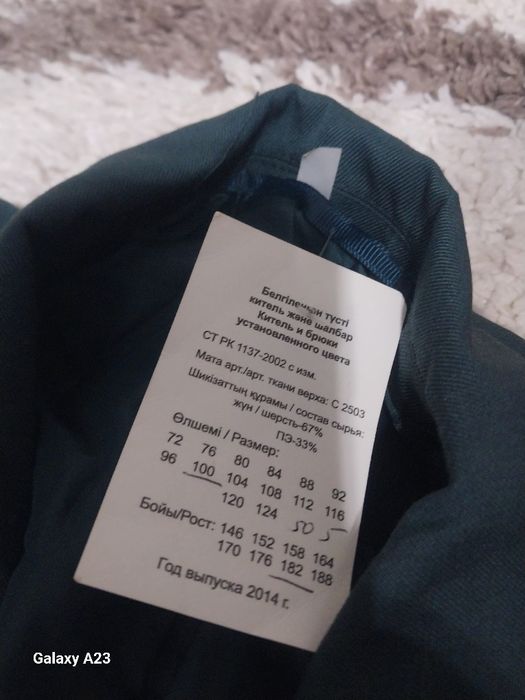 Белгіленген түсті
китель және шалбар
Китель и брюки
установленного цвета
СТ РК 1137-2002 с изм.
Мата арт./арт. ткани верха: С 2503
Шикізаттың құрамы / состав сырья:
жүн / шерсть-67%
ПЭ-33%
Өлшемі / Размер:
72 76 80 84 88 92
96 100 104 108 112 116
120 124 50 5
Бойы/Рост: 146 152 158 164
170 176 182 188
Год выпуска 2014 г.
Galaxy A23